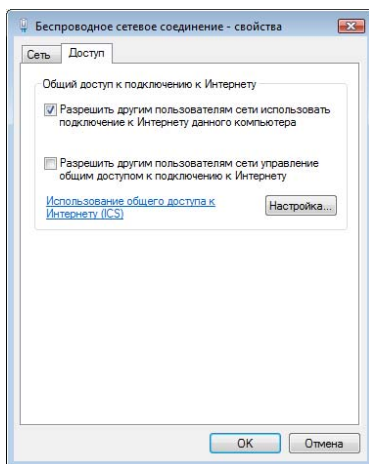 Беспроводное сетевое соединение - свойства
Сеть Доступ
Общий доступ к подключению к Интернету
Разрешить другим пользователям сети использовать
подключение к Интернету данного компьютера
Разрешить другим пользователям сети управление
общим доступом к подключению к Интернету
Использование общего доступа к
Интернету (ICS)
Настройка...
ОК Отмена